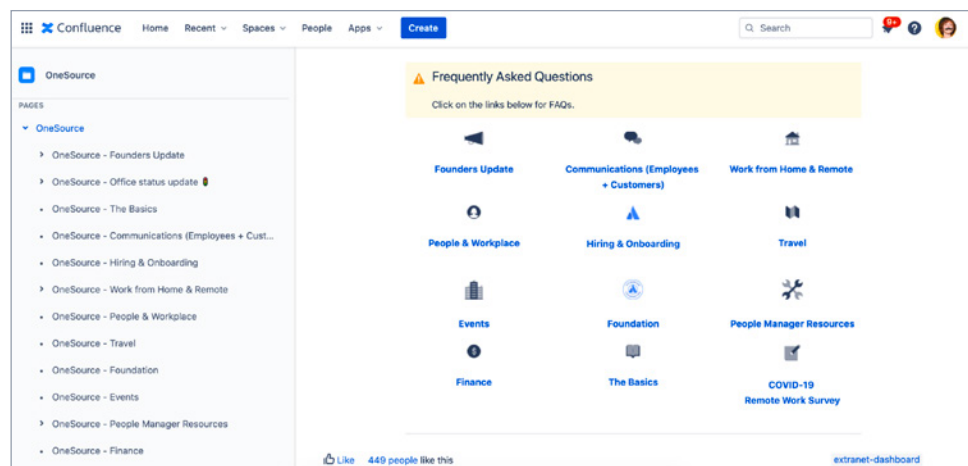 Confluence Home Recent Spaces People Apps Create Search 9+
OneSource
PAGES
OneSource
OneSource - Founders Update
OneSource - Office status update
OneSource - The Basics
OneSource - Communications (Employees + Cust...
OneSource - Hiring & Onboarding
OneSource - Work from Home & Remote
OneSource - People & Workplace
OneSource - Travel
OneSource - Foundation
OneSource - Events
OneSource - People Manager Resources
OneSource - Finance
Frequently Asked Questions
Click on the links below for FAQs.
Founders Update
Communications (Employees
+ Customers)
Work from Home & Remote
People & Workplace
Hiring & Onboarding
Travel
Events
Foundation
People Manager Resources
Finance
The Basics
COVID-19
Remote Work Survey
Like 449 people like this
extranet-dashboard